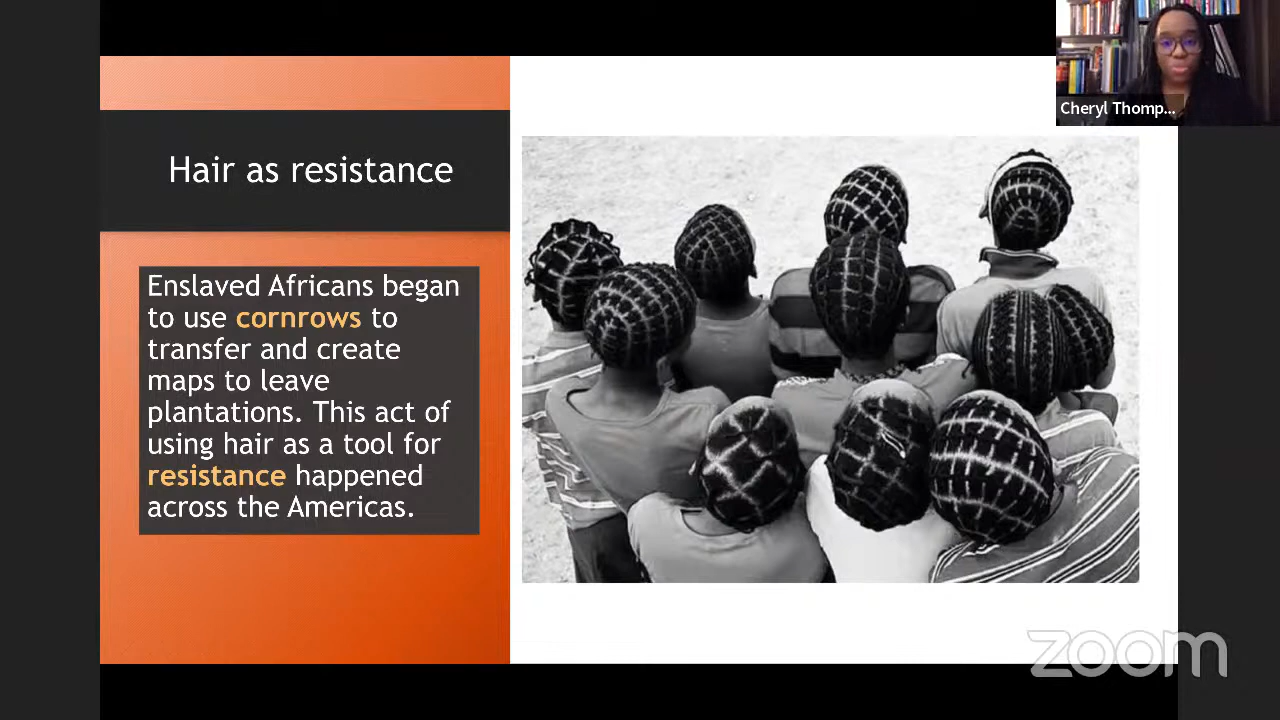 Hair as resistance
Enslaved Africans began
to use cornrows to
transfer and create
maps to leave
plantations. This act of
using hair as a tool for
resistance happened
across the Americas.
Cheryl Thomp...
zoom